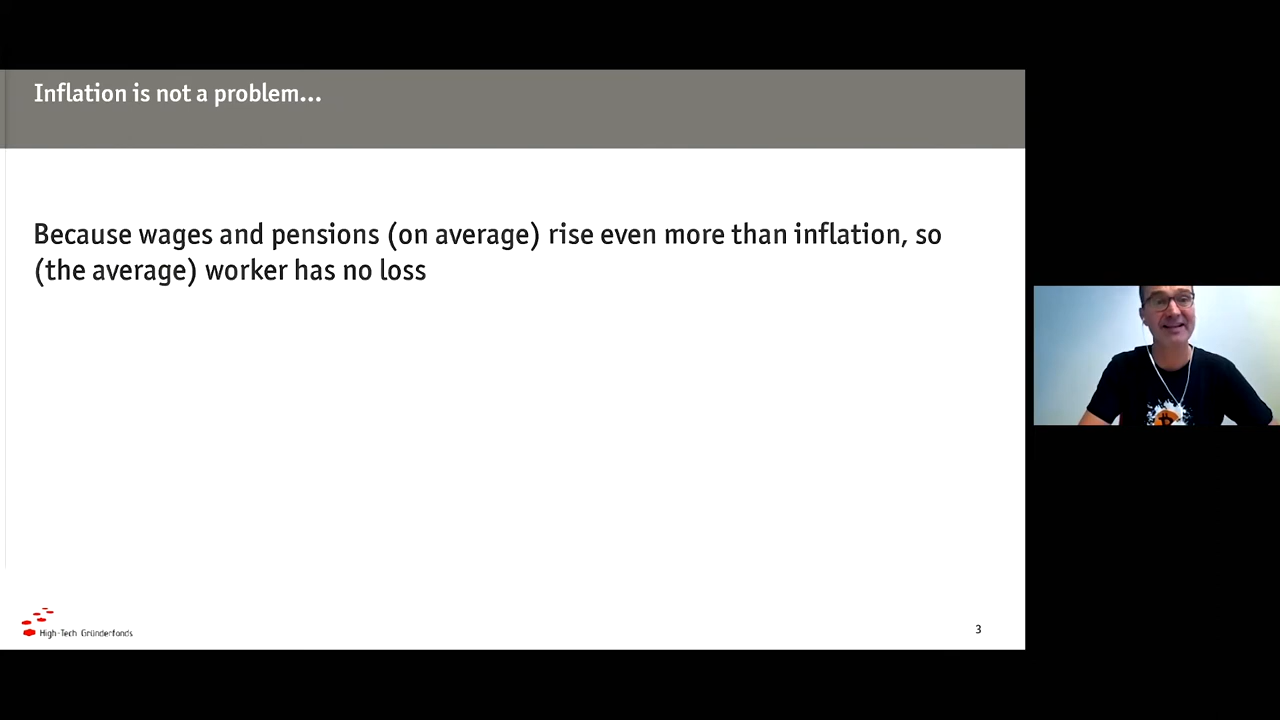 Inflation is not a problem...
Because wages and pensions (on average) rise even more than inflation, so
(the average) worker has no loss
High-Tech Gründerfonds
3